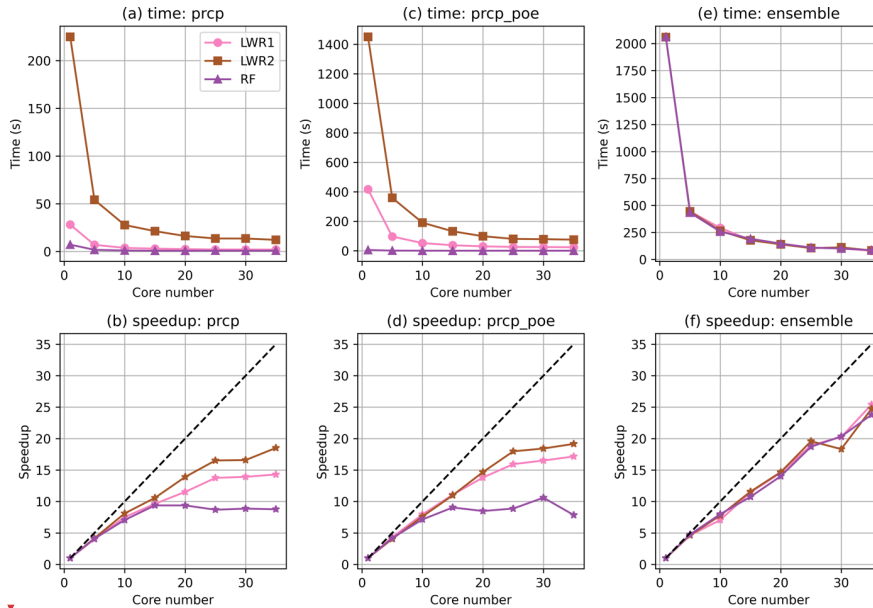 (a) time: prcp
(c) time: prcp_poe
(e) time: ensemble
Time (s)
200
150
100
50
0
LWR1
LWR2
RF
0 10 20 30
Core number
Time (s)
1400
1200
1000
800
600
400
200
0
0 10 20 30
Core number
Time (s)
2000
1750
1500
1250
1000
750
500
250
0
0 10 20 30
Core number
(b) speedup: prcp
(d) speedup: prcp_poe
(f) speedup: ensemble
Speedup
35
30
25
20
15
10
5
0
0 10 20 30
Core number
Speedup
35
30
25
20
15
10
5
0
0 10 20 30
Core number
Speedup
35
30
25
20
15
10
5
0
0 10 20 30
Core number